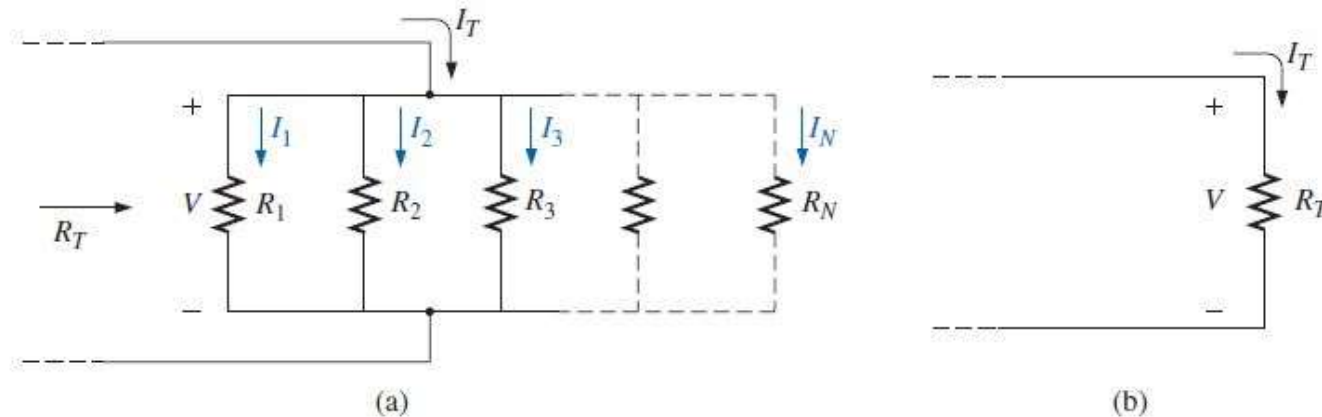 I_T
+ I_1 I_2 I_3 I_N
V R_1 R_2 R_3 R_N
R_T
−
(a)
I_T
+
V R_T
−
(b)